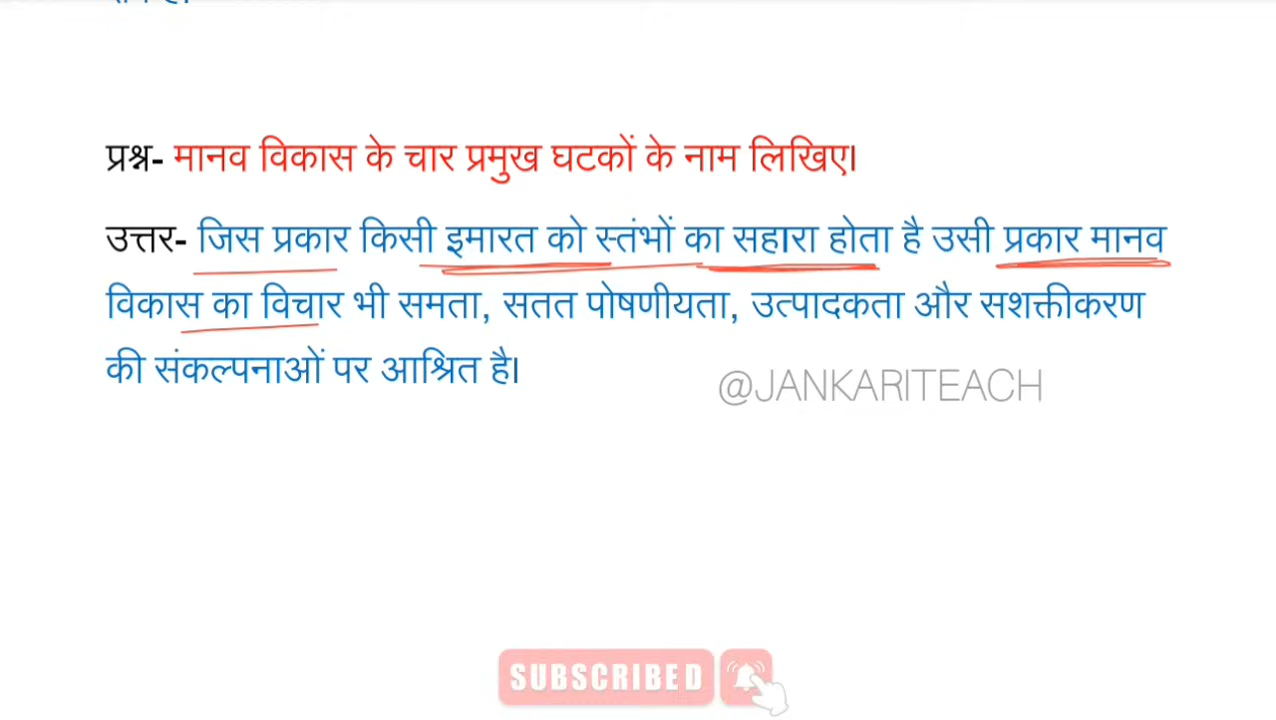 प्रश्न- मानव विकास के चार प्रमुख घटकों के नाम लिखिए।
उत्तर- जिस प्रकार किसी इमारत को स्तंभों का सहारा होता है उसी प्रकार मानव
विकास का विचार भी समता, सतत पोषणीयता, उत्पादकता और सशक्तीकरण
की संकल्पनाओं पर आश्रित है।
@JANKARITEACH
SUBSCRIBED